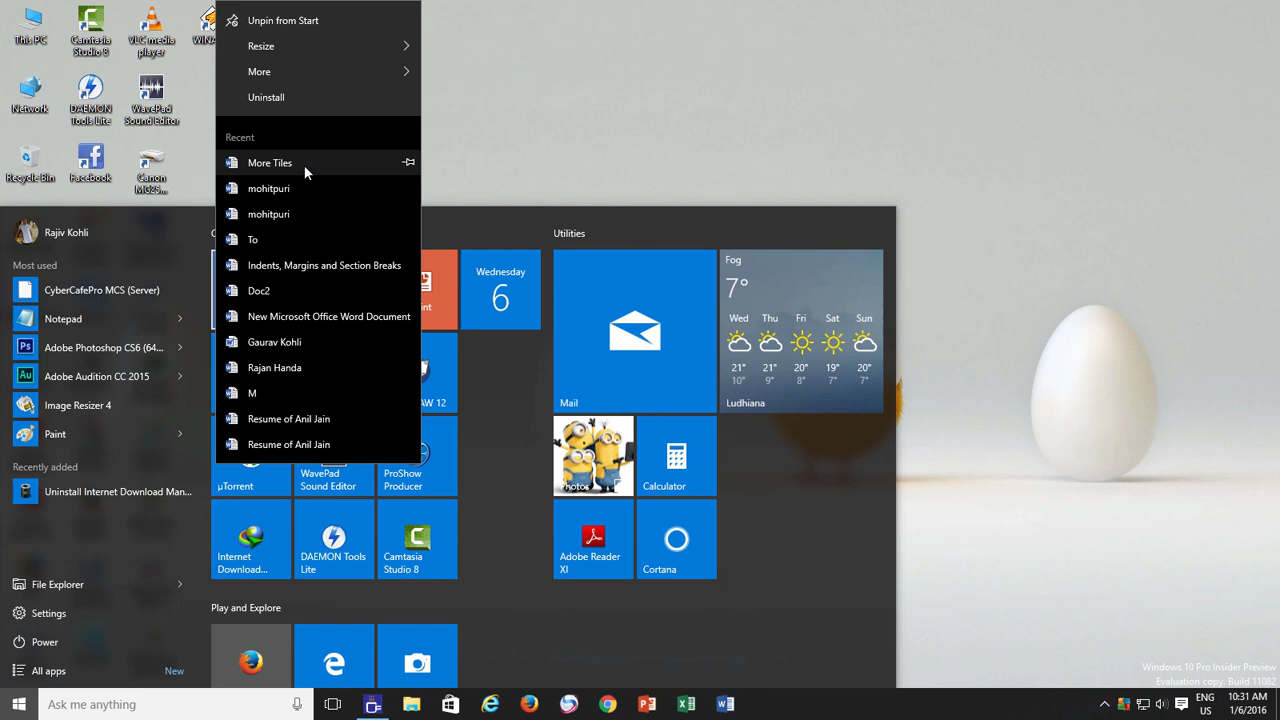 This PC
Camtasia
Studio 8
VLC media
player
Network
DAEMON
Tools Lite
WavePad
Sound Editor
Recycle Bin
Facebook
Canon
MG25...
Unpin from Start
Resize
More
Uninstall
Recent
More Tiles
mohitpuri
mohitpuri
To
Indents, Margins and Section Breaks
Doc2
New Microsoft Office Word Document
Gaurav Kohli
Rajan Handa
M
Resume of Anil Jain
Resume of Anil Jain
Rajiv Kohli
Most used
CyberCafePro MCS (Server)
Notepad
Adobe Photoshop CS6 (64...
Adobe Audition CC 2015
Image Resizer 4
Paint
Recently added
Uninstall Internet Download Man...
File Explorer
Settings
Power
All apps
New
Wednesday
6
µTorrent
WavePad
Sound Editor
ProShow
Producer
Internet
Download...
DAEMON Tools
Lite
Camtasia
Studio 8
Play and Explore
Utilities
Mail
Fog
7°
Wed Thu Fri Sat Sun
21° 21° 20° 19° 20°
10° 9° 8° 7° 7°
Ludhiana
Photos
Calculator
Adobe Reader
XI
Cortana
Windows 10 Pro Insider Preview
Evaluation copy. Build 11082
Ask me anything
ENG
US
10:31 AM
1/6/2016